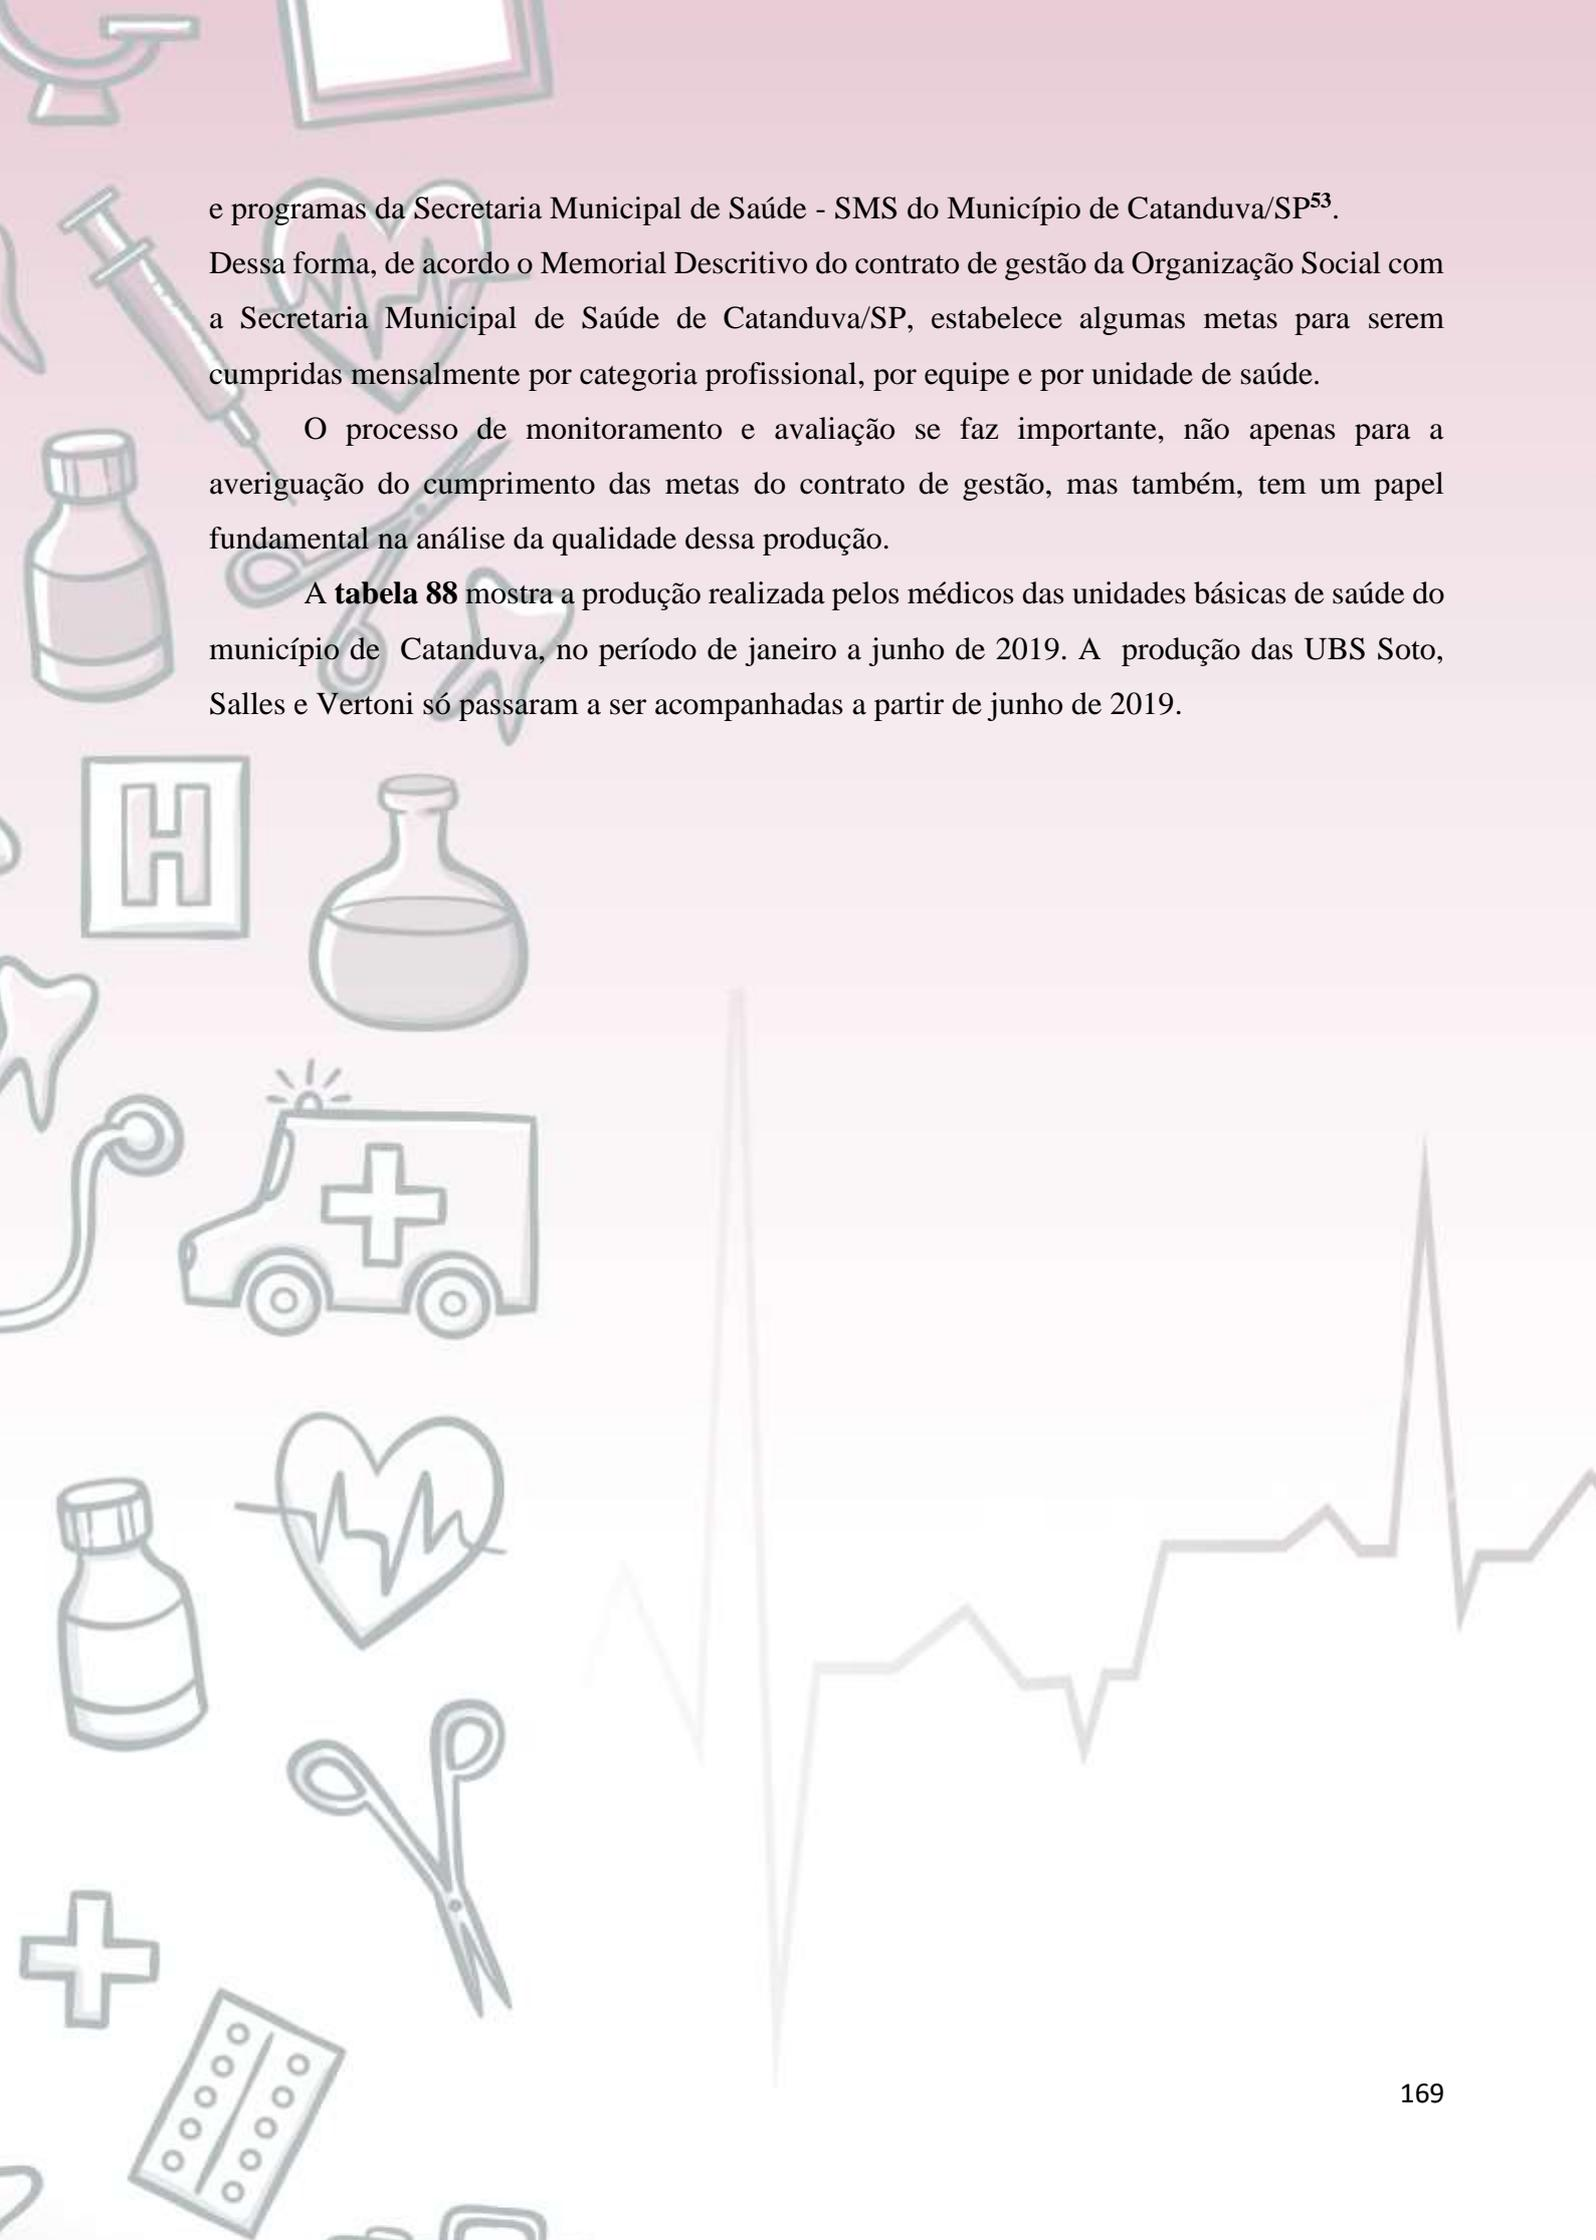 e programas da Secretaria Municipal de Saúde - SMS do Município de Catanduva/SP53.
Dessa forma, de acordo o Memorial Descritivo do contrato de gestão da Organização Social com
a Secretaria Municipal de Saúde de Catanduva/SP, estabelece algumas metas para serem
cumpridas mensalmente por categoria profissional, por equipe e por unidade de saúde.
O processo de monitoramento e avaliação se faz importante, não apenas para a
averiguação do cumprimento das metas do contrato de gestão, mas também, tem um papel
fundamental na análise da qualidade dessa produção.
A tabela 88 mostra a produção realizada pelos médicos das unidades básicas de saúde do
município de Catanduva, no período de janeiro a junho de 2019. A produção das UBS Soto,
Salles e Vertoni só passaram a ser acompanhadas a partir de junho de 2019.
H
169